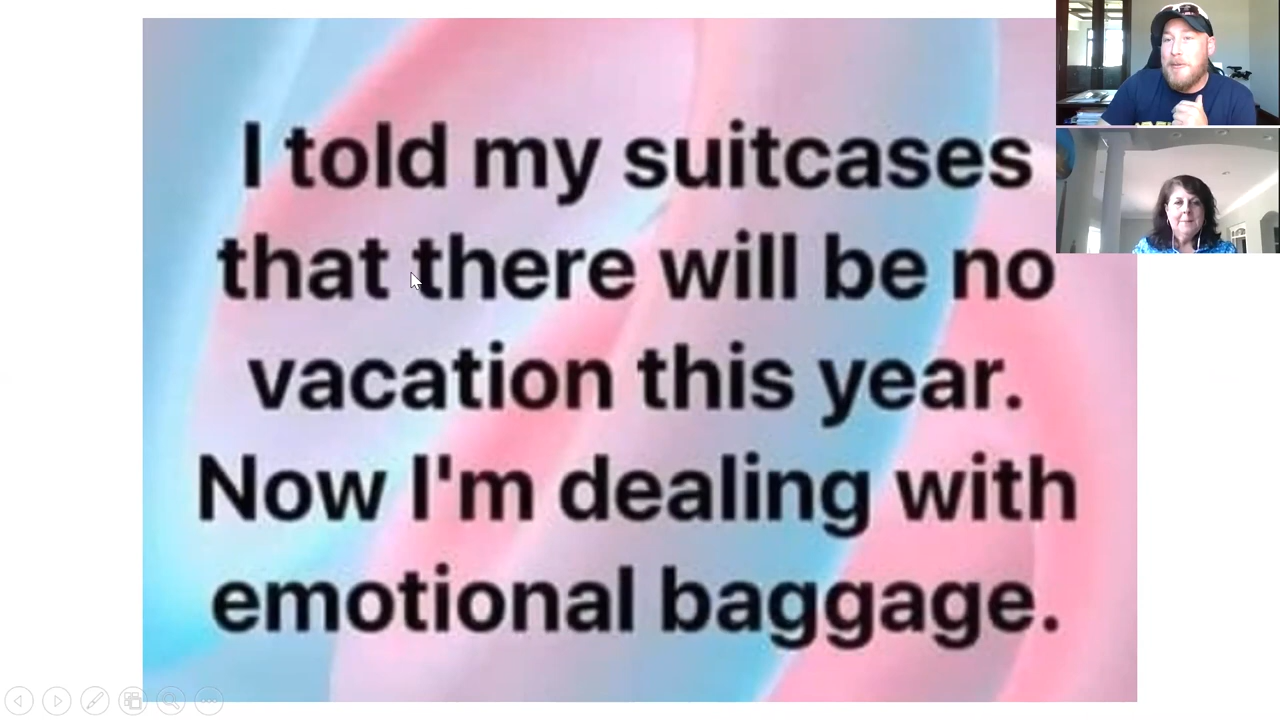 I told my suitcases
that there will be no
vacation this year.
Now I'm dealing with
emotional baggage.